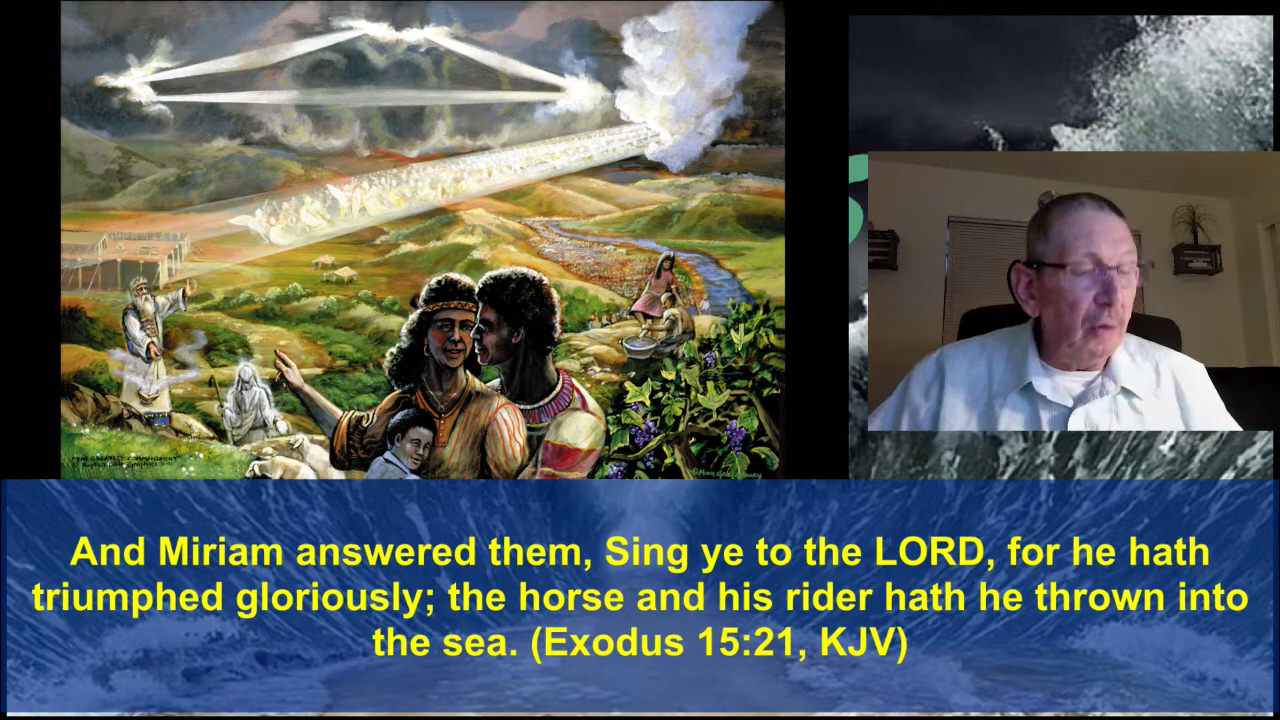 And Miriam answered them, Sing ye to the LORD, for he hath
triumphed gloriously; the horse and his rider hath he thrown into
the sea. (Exodus 15:21, KJV)